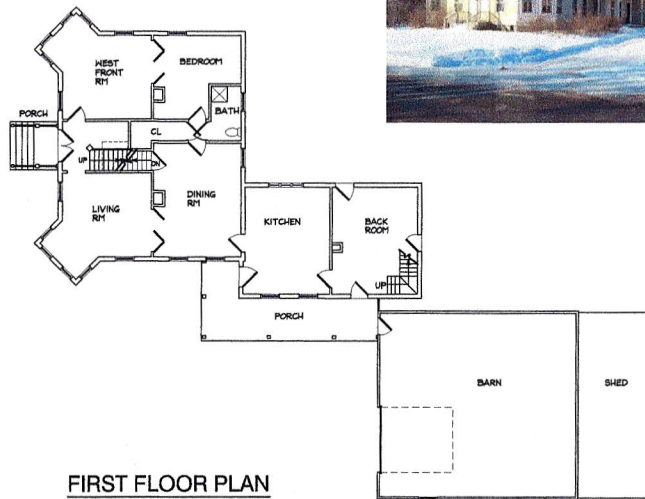 WEST
FRONT
RM
BEDROOM
BATH
PORCH
CL
UP
DN
LIVING
RM
DINING
RM
KITCHEN
BACK
ROOM
UP
PORCH
BARN
SHED
FIRST FLOOR PLAN